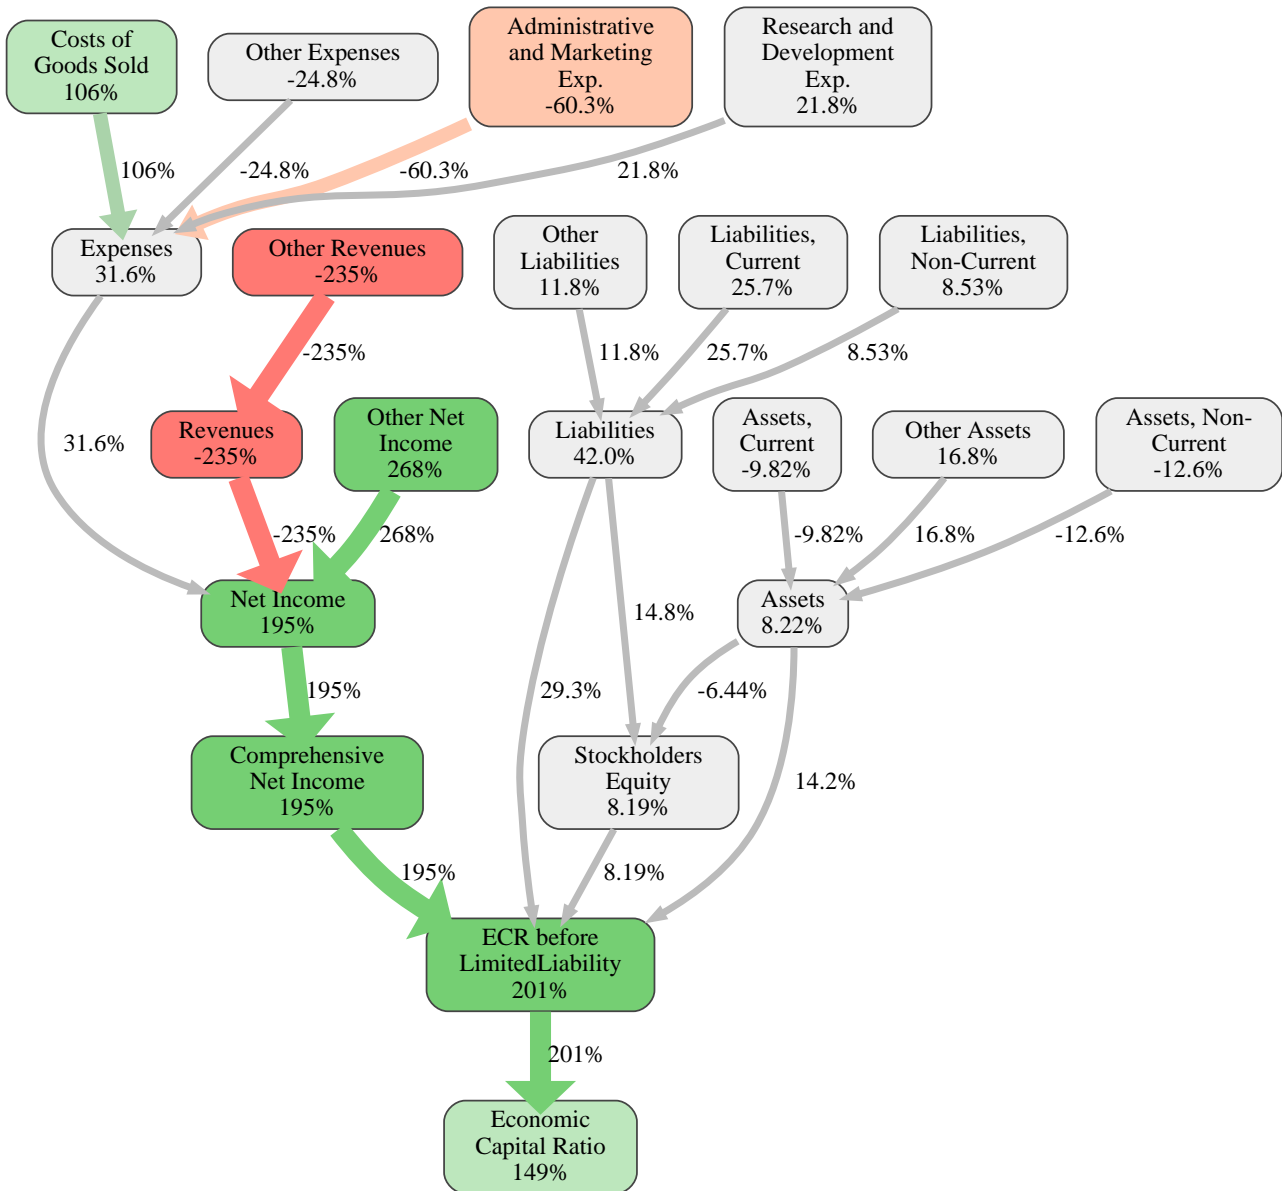 Costs of
Goods Sold
106%
Other Expenses
-24.8%
Administrative
and Marketing
Exp.
-60.3%
Research and
Development
Exp.
21.8%
106%
-24.8%
-60.3%
21.8%
Expenses
31.6%
Other Revenues
-235%
Other
Liabilities
11.8%
Liabilities,
Current
25.7%
Liabilities,
Non-Current
8.53%
-235%
11.8%
25.7%
8.53%
31.6%
Revenues
-235%
Other Net
Income
268%
Liabilities
42.0%
Assets,
Current
-9.82%
Other Assets
16.8%
Assets, Non-
Current
-12.6%
-235%
268%
-9.82%
16.8%
-12.6%
Net Income
195%
14.8%
Assets
8.22%
195%
29.3%
-6.44%
Comprehensive
Net Income
195%
Stockholders
Equity
8.19%
14.2%
195%
8.19%
ECR before
LimitedLiability
201%
201%
Economic
Capital Ratio
149%